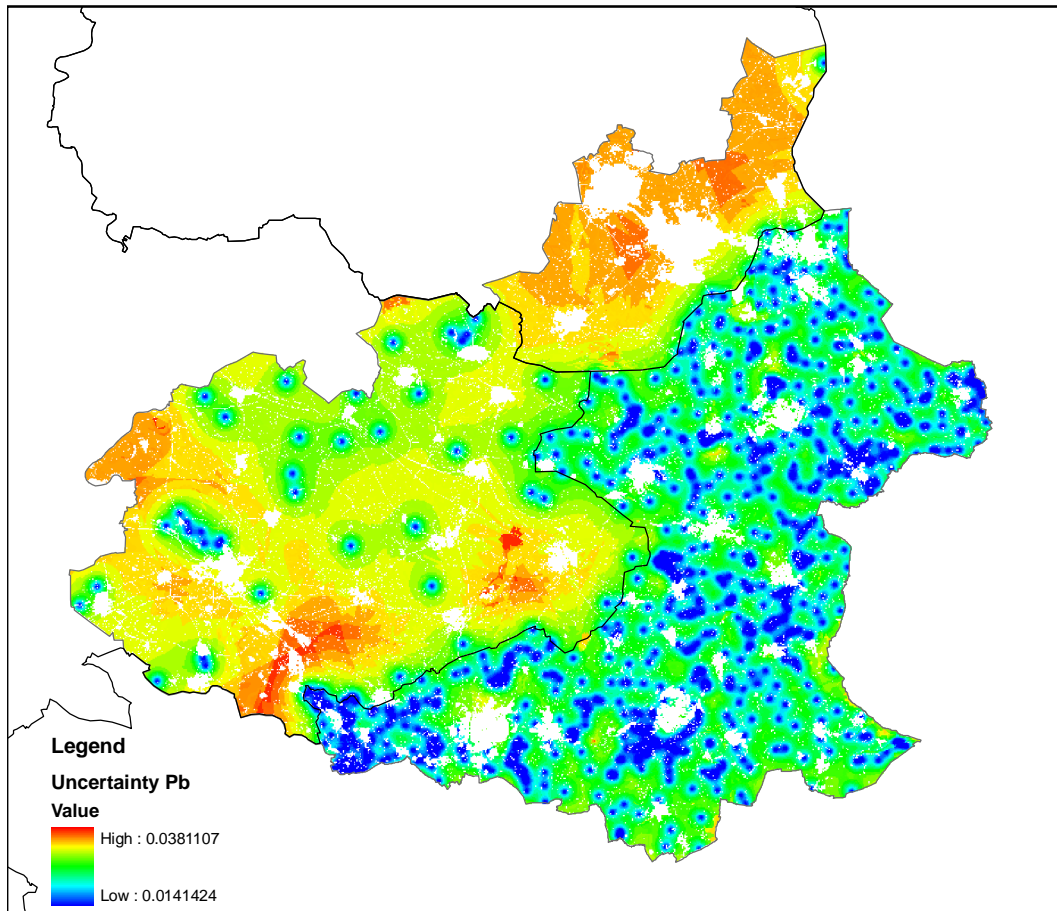 Legend
Uncertainty Pb
Value
High : 0.0381107
Low : 0.0141424